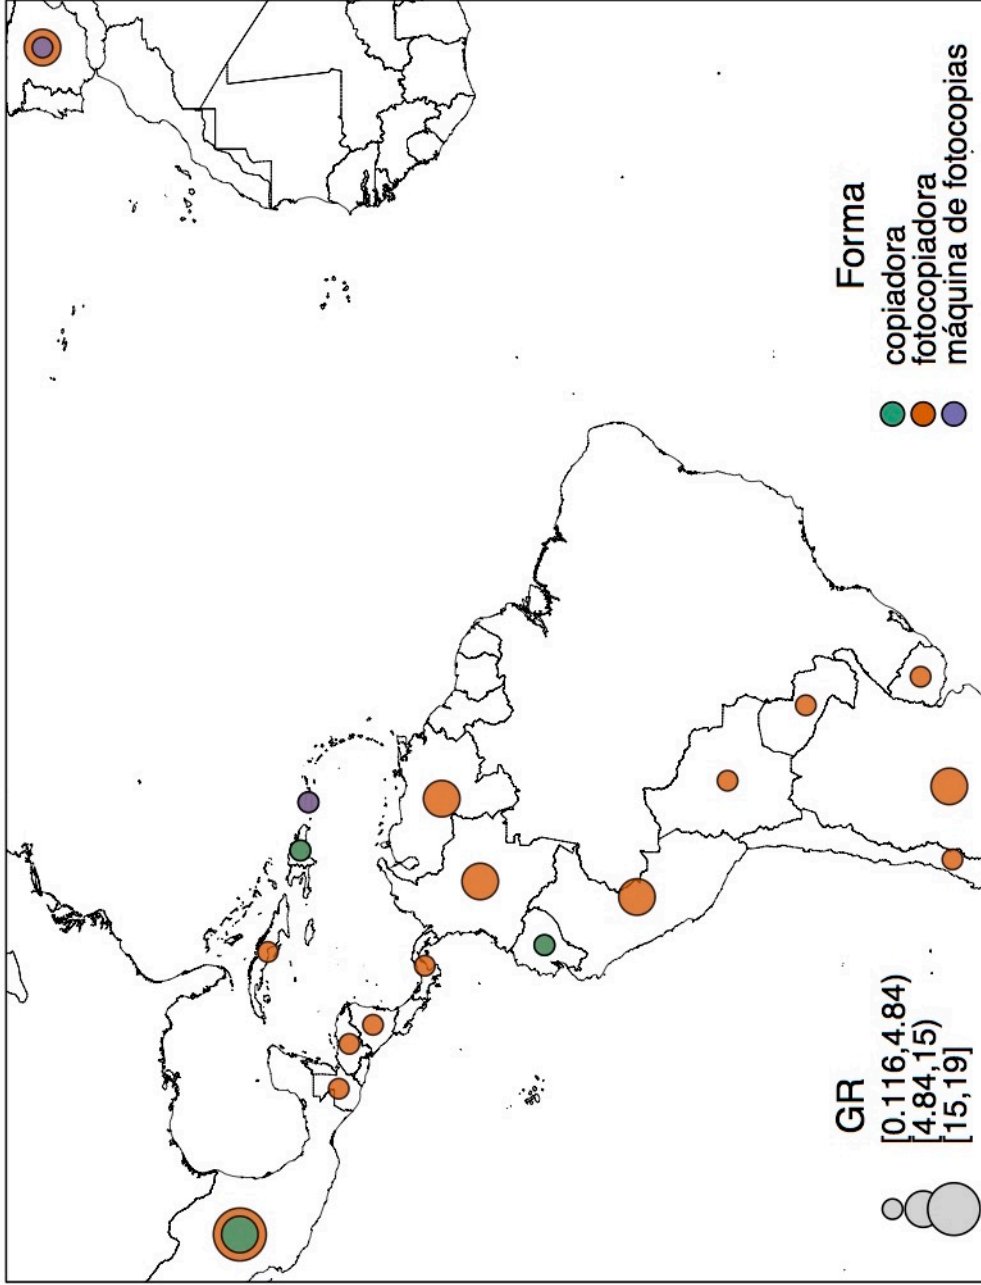 GR
[0.116,4.84)
[4.84,15)
[15,19]
Forma
copiadora
fotocopiadora
máquina de fotocopias